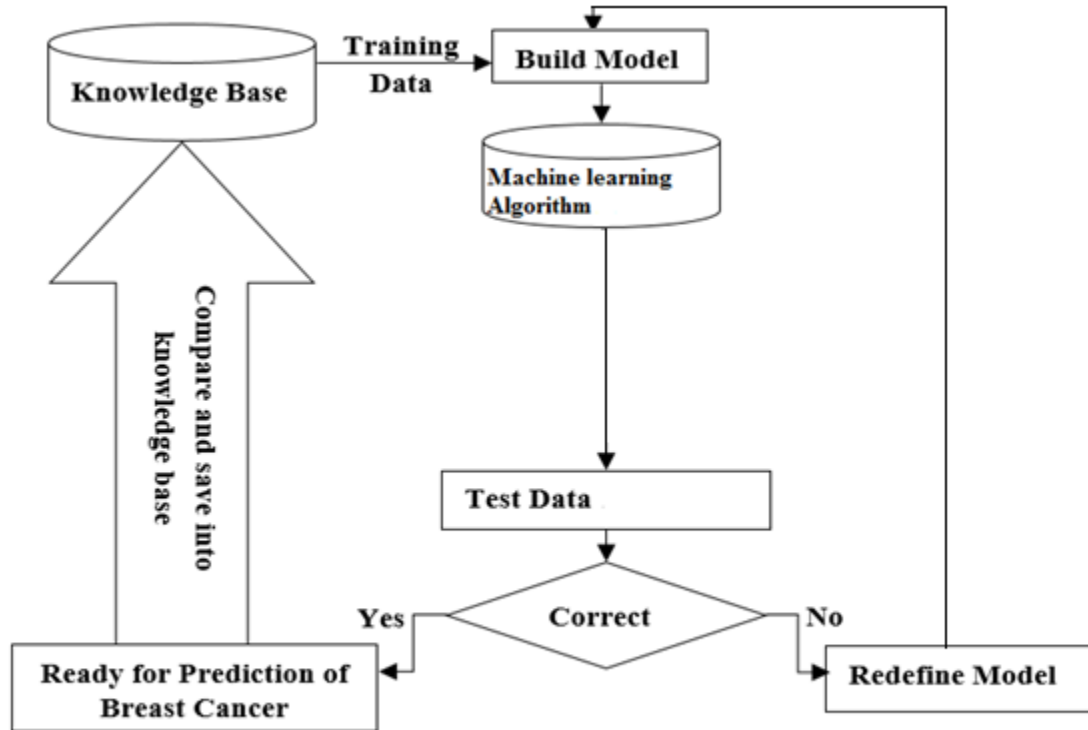 Knowledge Base
Training
Data
Build Model
Machine learning
Algorithm
Compare and save into
knowledge base
Test Data
Correct
Yes
No
Ready for Prediction of
Breast Cancer
Redefine Model